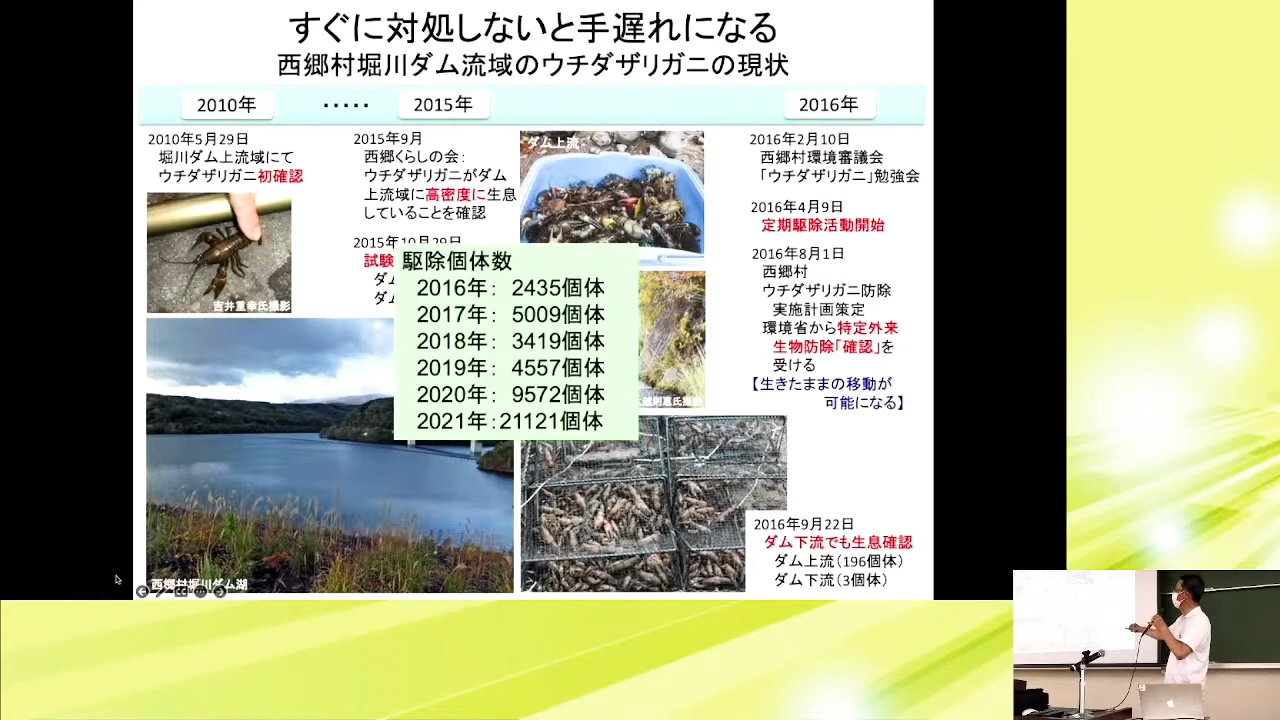 すぐに対処しないと手遅れになる
西郷村堀川ダム流域のウチダザリガニの現状
2010年 ・・・・・ 2015年 2016年
2010年5月29日
堀川ダム上流域にて
ウチダザリガニ初確認
吉井重幸氏撮影
2015年9月
西郷くらしの会：
ウチダザリガニがダム
上流域に高密度に生息
していることを確認
2015年10月29日
試験
ダム上流
駆除個体数
2016年： 2435個体
2017年： 5009個体
2018年： 3419個体
2019年： 4557個体
2020年： 9572個体
2021年：21121個体
西郷村堀川ダム湖
2016年2月10日
西郷村環境審議会
「ウチダザリガニ」勉強会
2016年4月9日
定期駆除活動開始
2016年8月1日
西郷村
ウチダザリガニ防除
実施計画策定
環境省から特定外来
生物防除「確認」を
受ける
【生きたままの移動が
可能になる】
2016年9月22日
ダム下流でも生息確認
ダム上流（196個体）
ダム下流（3個体）